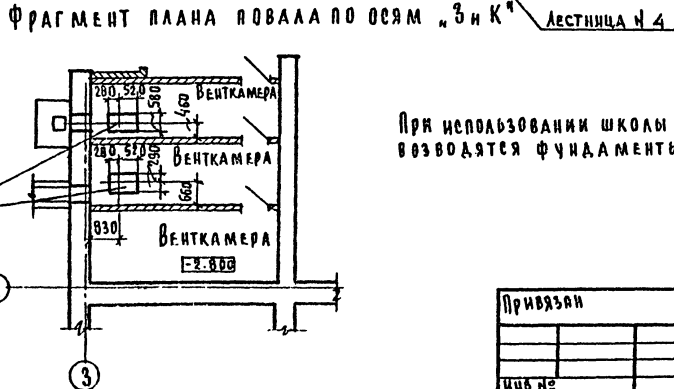 ФРАГМЕНТ ПЛАНА ПОВАЛА ПО ОСЯМ „3 и К"
ЛЕСТНИЦА № 4
280 520
ВЕНТКАМЕРА
580
460
ПРИ ИСПОЛЬЗОВАНИИ ШКОЛЫ
ВОЗВОДЯТСЯ ФУНДАМЕНТЫ
ВЕНТКАМЕРА
280 520
290
660
830
ВЕНТКАМЕРА
-2.800
ПРИВЯЗАН
ИНВ №
3